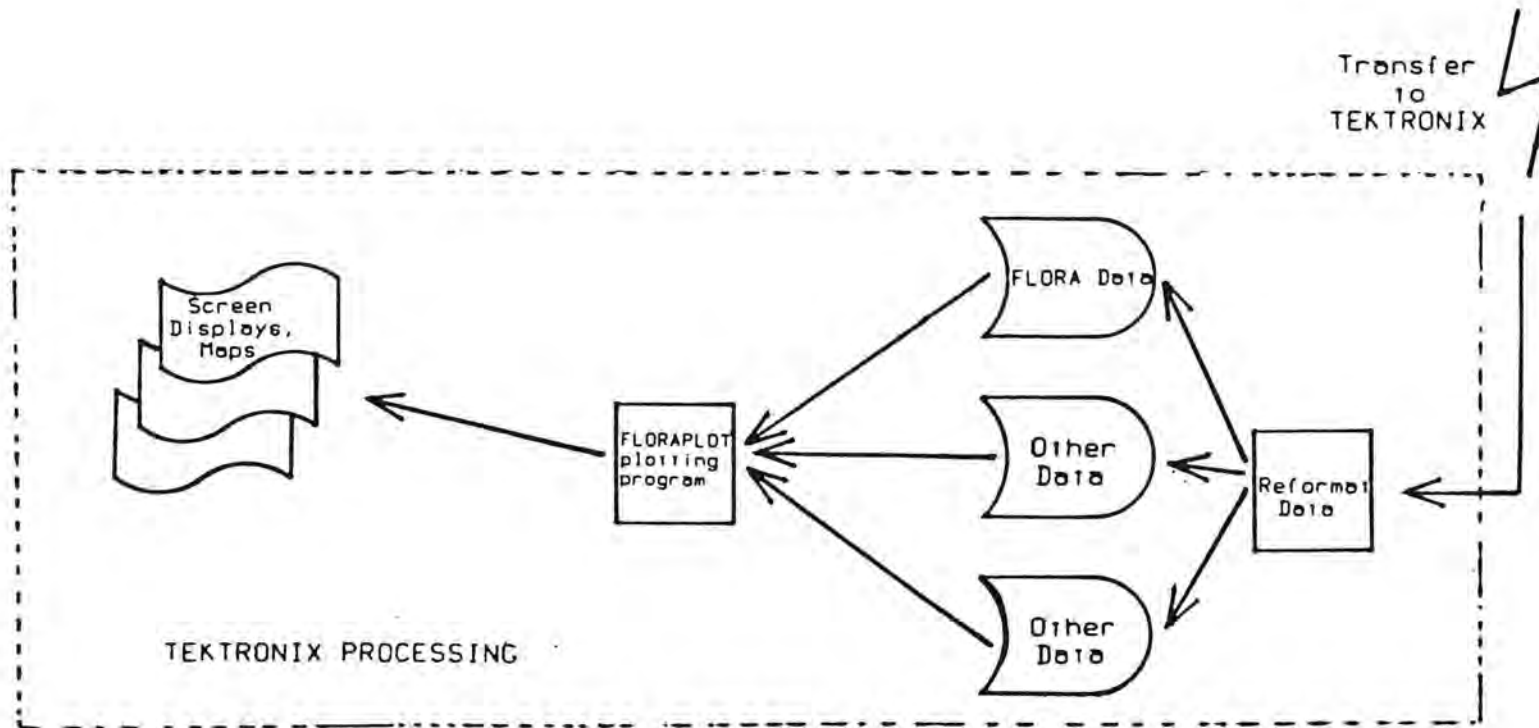 Transfer
to
TEKTRONIX
FLORA Data
Screen
Displays,
Maps
FLORAPLOT
plotting
program
Other
Data
Reformat
Data
Other
Data
TEKTRONIX PROCESSING